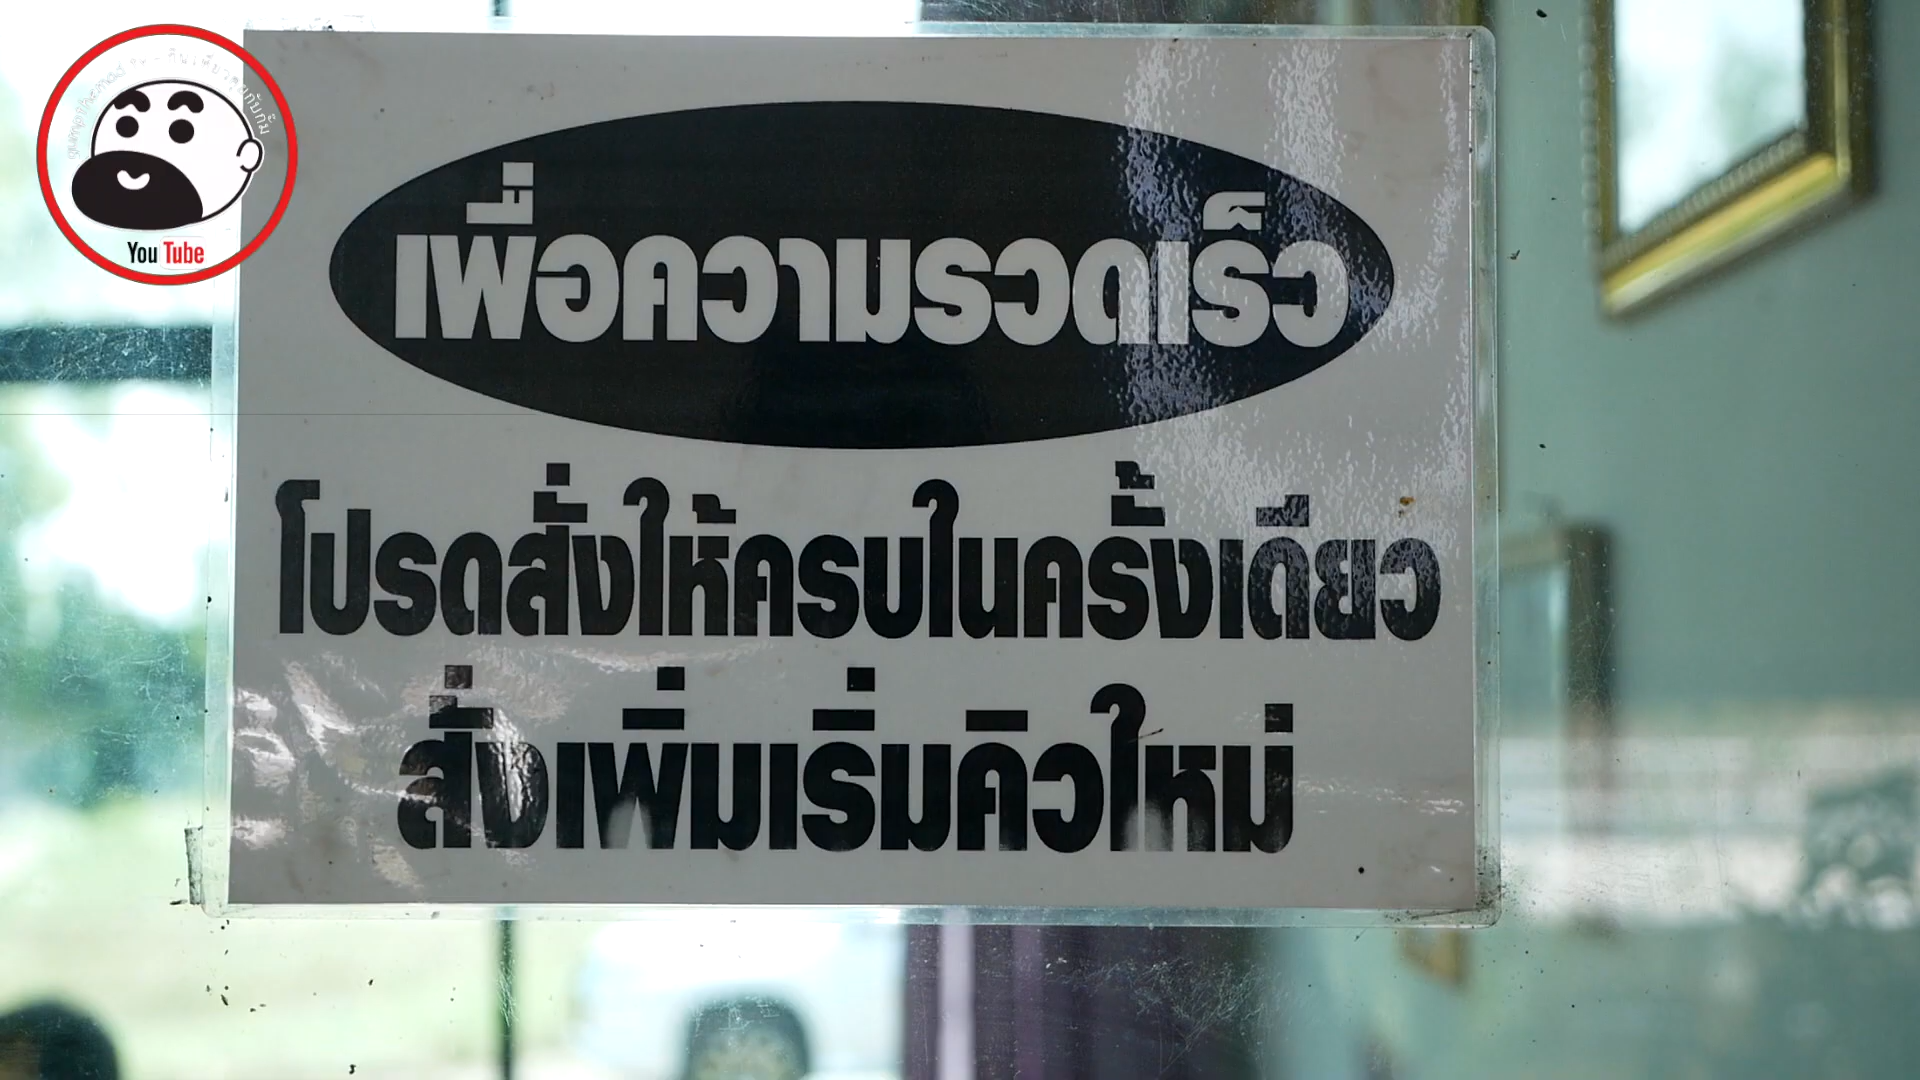 YouTube
เพื่อความรวดเร็ว
โปรดสั่งให้ครบในครั้งเดียว
สั่งเพิ่มเริ่มคิวใหม่